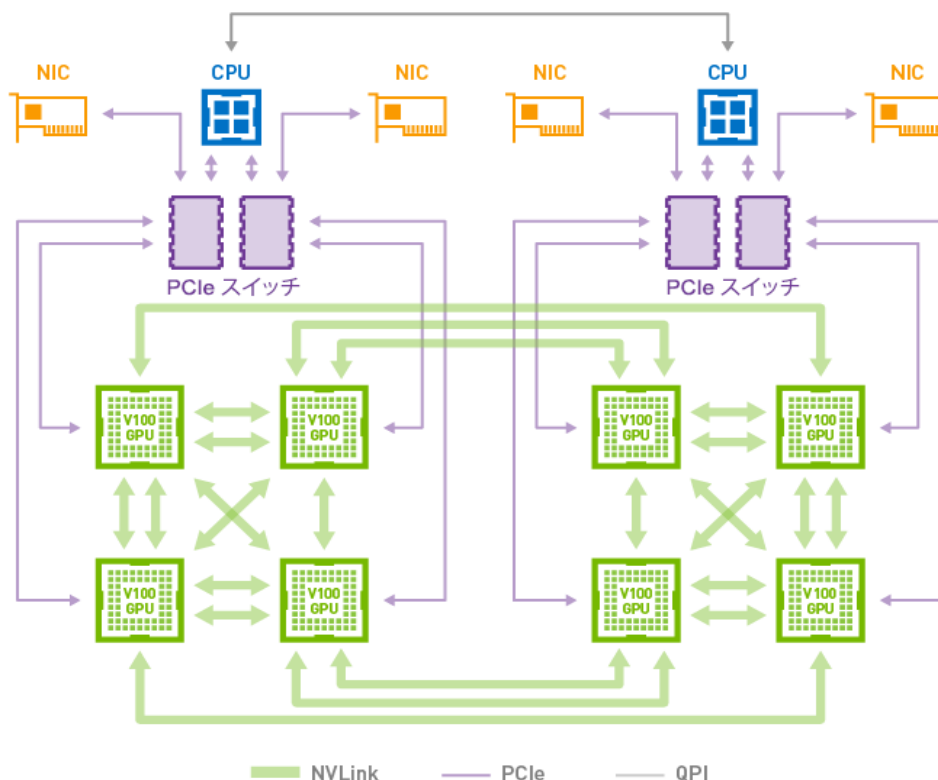 NIC
CPU
NIC
NIC
CPU
NIC
PCIe スイッチ
PCIe スイッチ
V100
GPU
V100
GPU
V100
GPU
V100
GPU
V100
GPU
V100
GPU
V100
GPU
V100
GPU
NVLink
PCIe
QPI